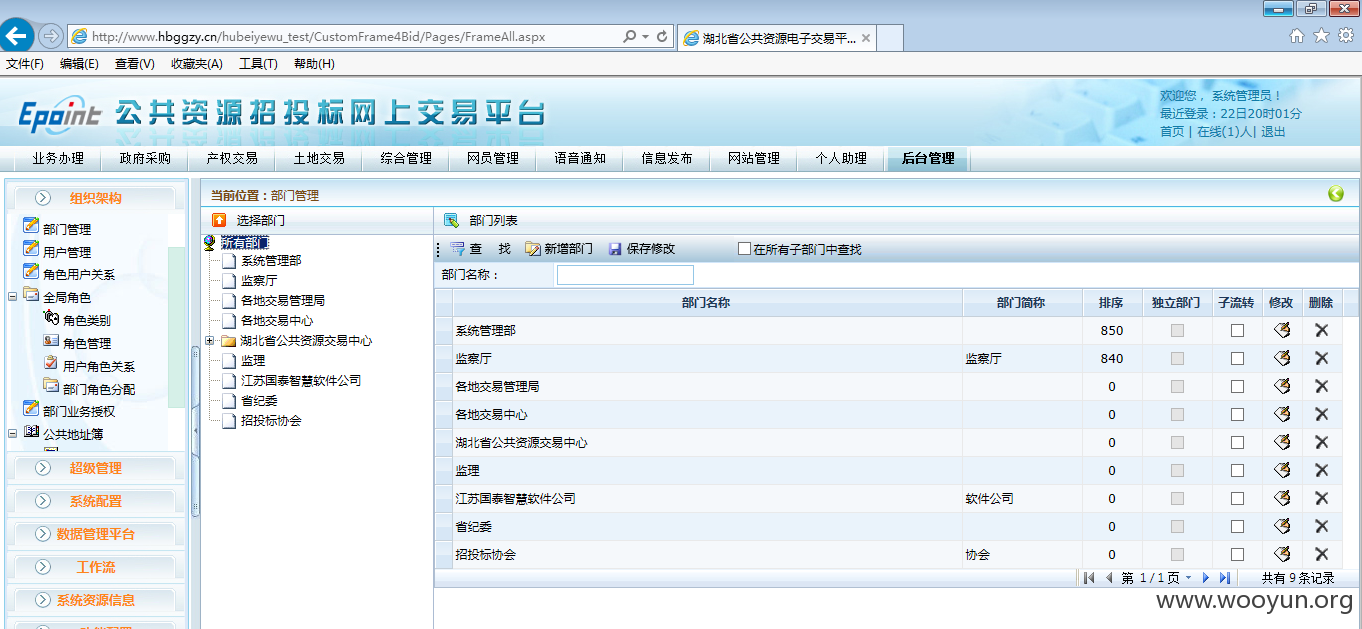 http://www.hbggzy.cn/hubeiyewu_test/CustomFrame4Bid/Pages/FrameAll.aspx
湖北省公共资源电子交易平...
文件(F) 编辑(E) 查看(V) 收藏夹(A) 工具(T) 帮助(H)
Epoint 公共资源招投标网上交易平台
欢迎您， 系统管理员！
最近登录：22日20时01分
首页 | 在线(1)人 | 退出
业务办理 政府采购 产权交易 土地交易 综合管理 网员管理 语音通知 信息发布 网站管理 个人助理 后台管理
组织架构
部门管理
用户管理
角色用户关系
全局角色
角色类别
角色管理
用户角色关系
部门角色分配
部门业务授权
公共地址簿
超级管理
系统配置
数据管理平台
工作流
系统资源信息
当前位置：部门管理
选择部门
所有部门
系统管理部
监察厅
各地交易管理局
各地交易中心
湖北省公共资源交易中心
监理
江苏国泰智慧软件公司
省纪委
招投标协会
部门列表
查 找 新增部门 保存修改 在所有子部门中查找
部门名称：
部门名称 部门简称 排序 独立部门 子流转 修改 删除
系统管理部 850
监察厅 监察厅 840
各地交易管理局 0
各地交易中心 0
湖北省公共资源交易中心 0
监理 0
江苏国泰智慧软件公司 软件公司 0
省纪委 0
招投标协会 协会 0
第 1/1页 共有9条记录
www.wooyun.org